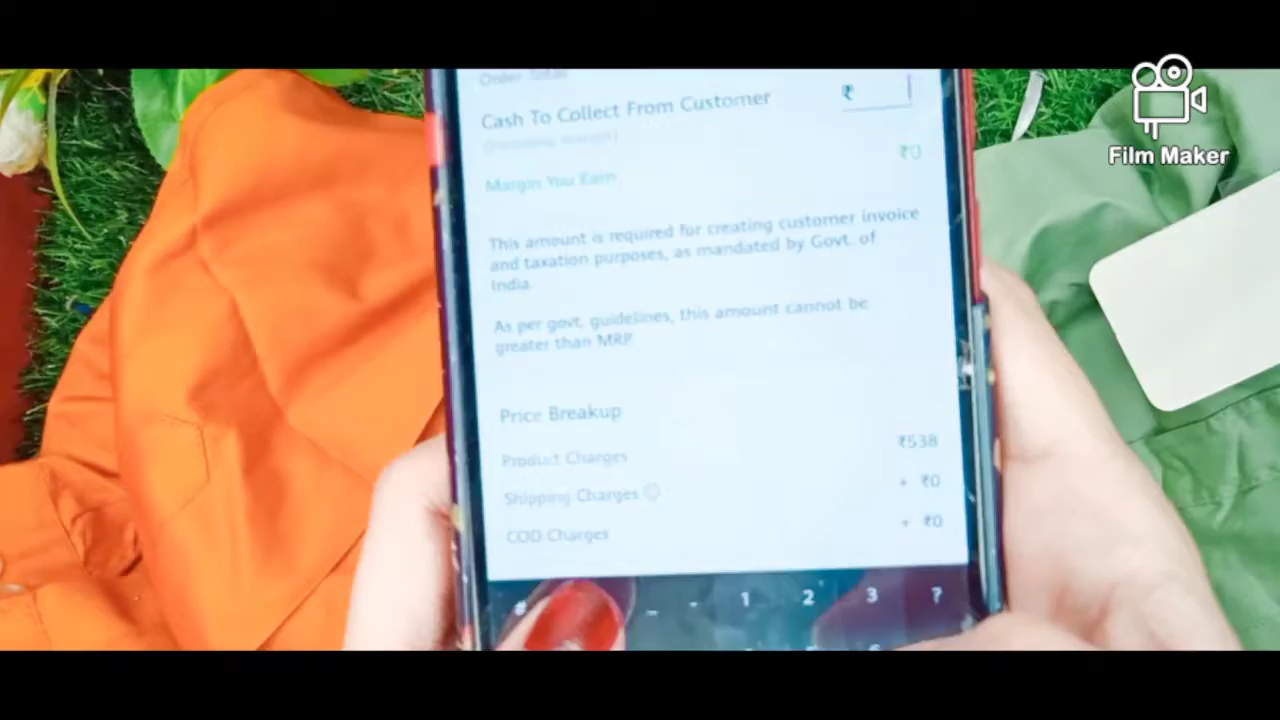 Order Total
Cash To Collect From Customer ₹
Margin You Earn ₹0
This amount is required for creating customer invoice
and taxation purposes, as mandated by Govt. of
India.
As per govt. guidelines, this amount cannot be
greater than MRP.
Price Breakup
Product Charges ₹538
Shipping Charges + ₹0
COD Charges + ₹0
# _ - 1 2 3 ?
Film Maker